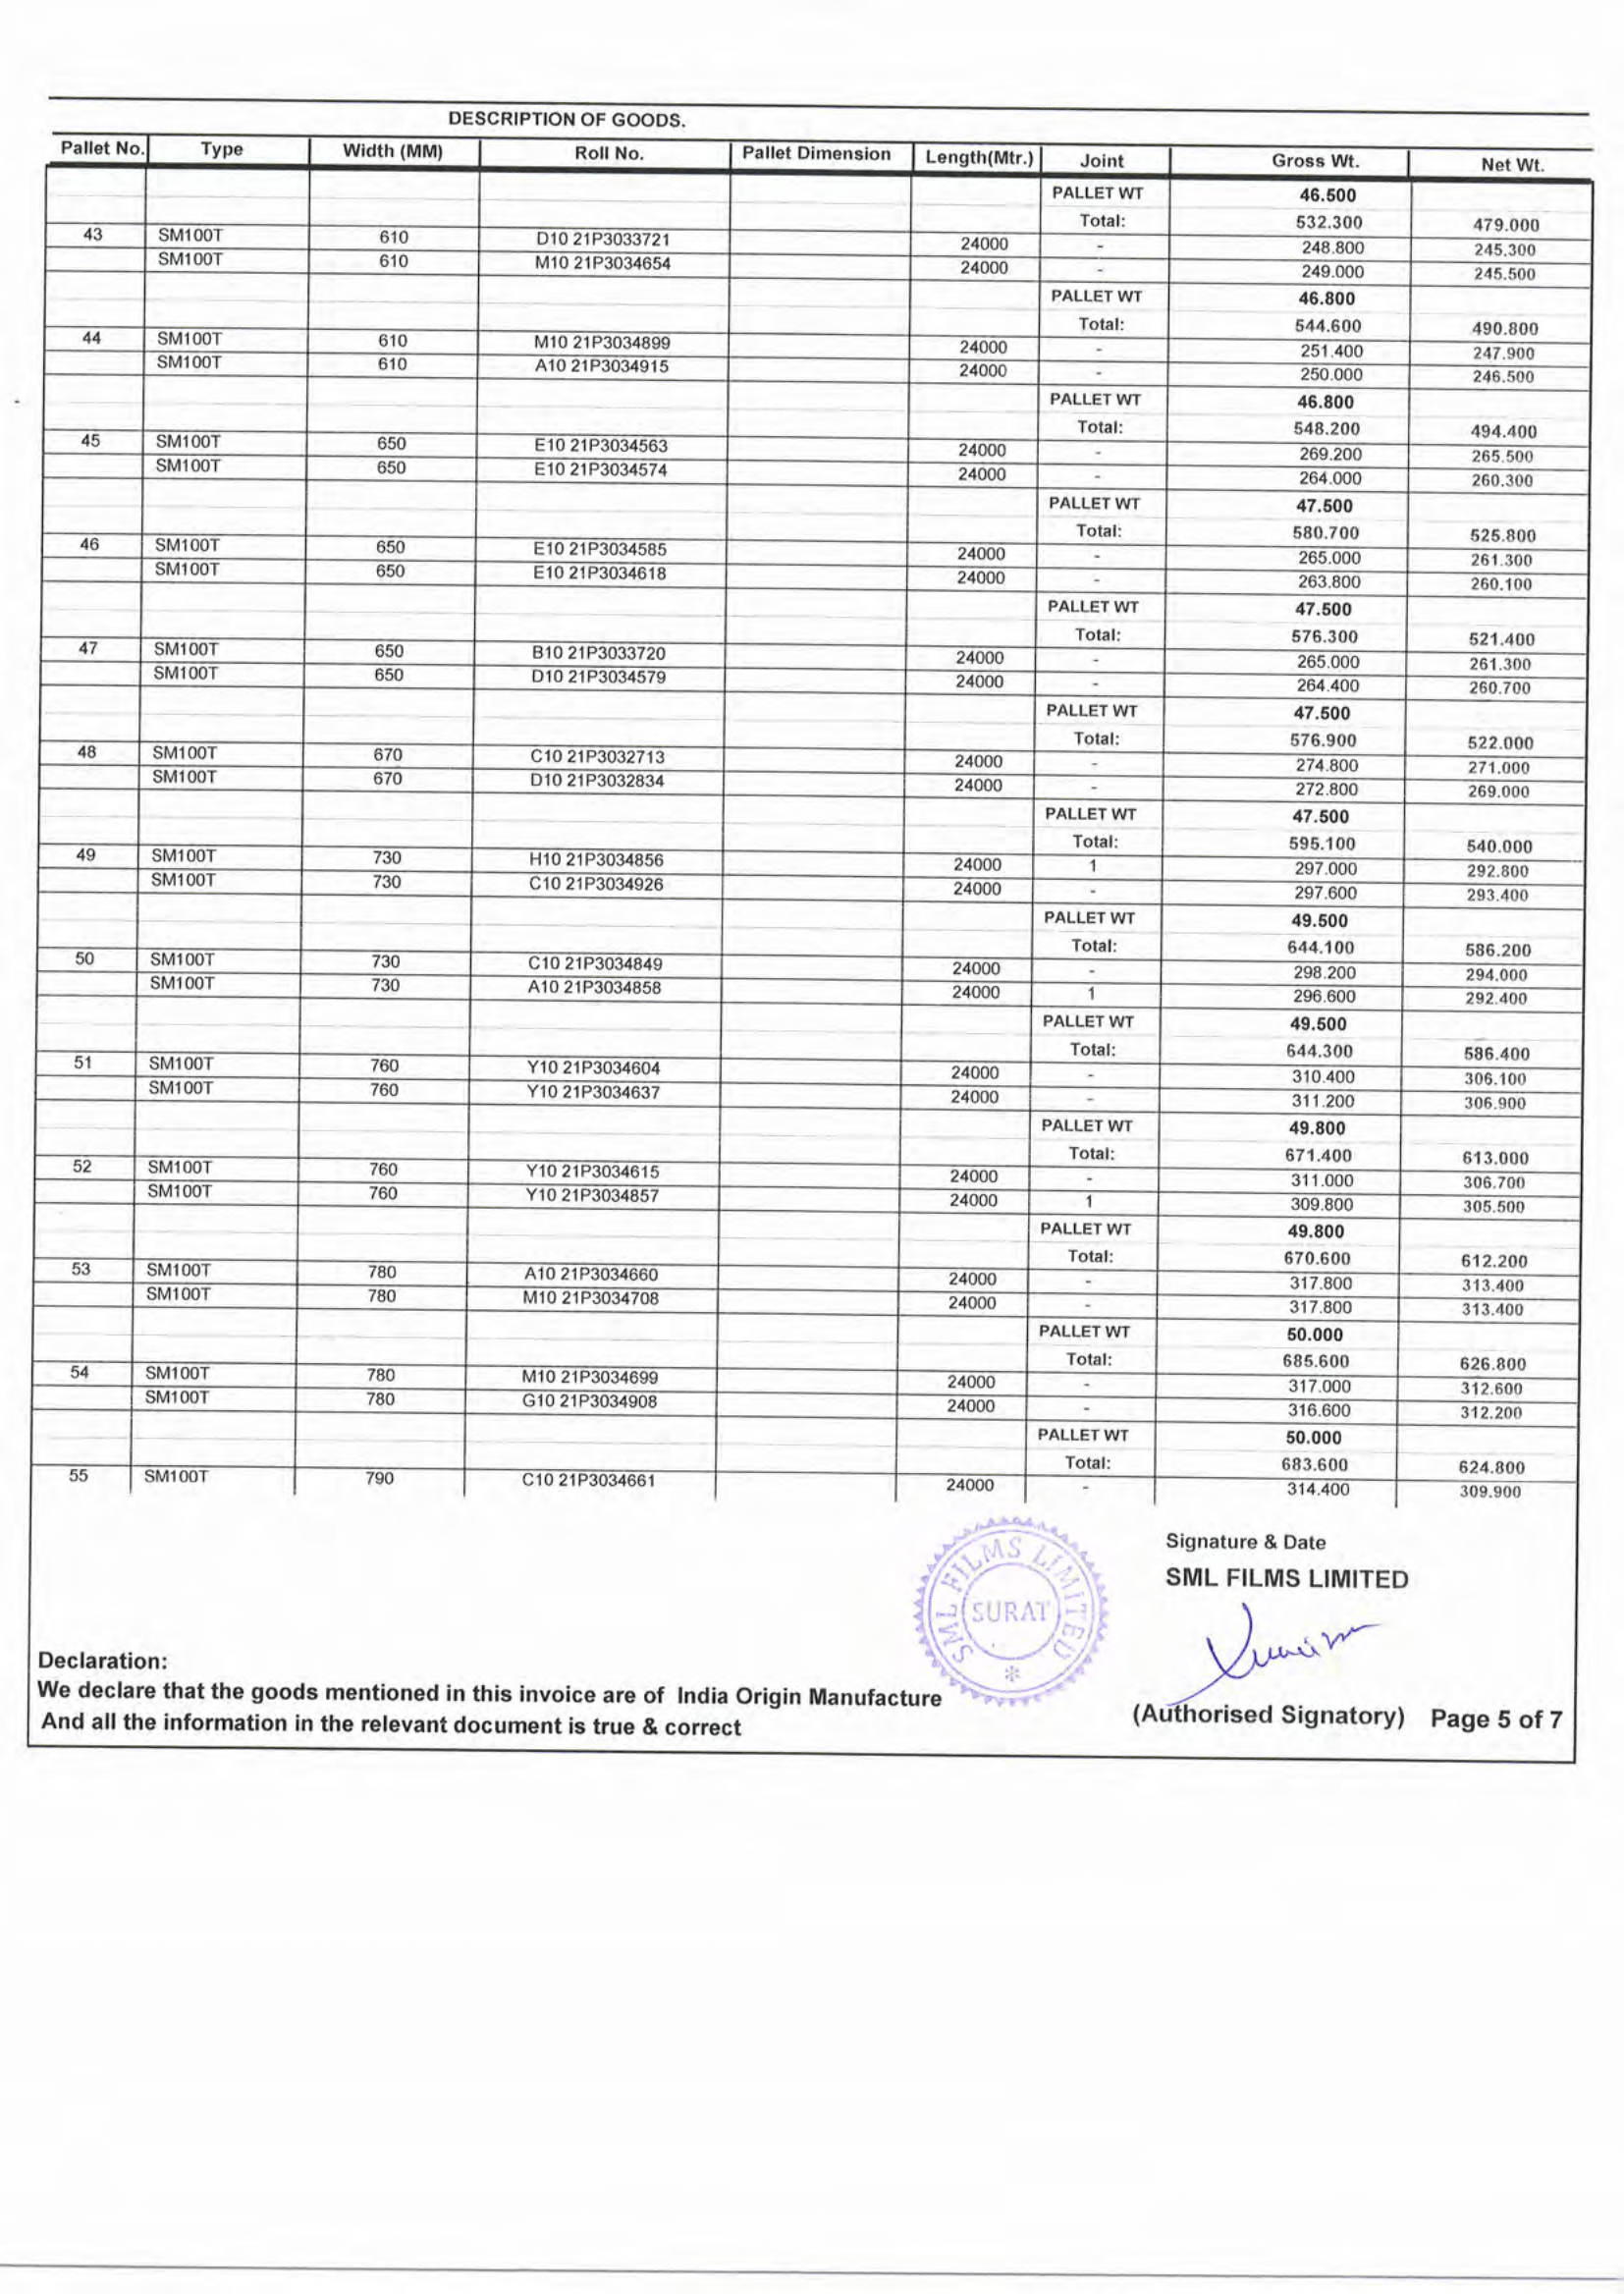 DESCRIPTION OF GOODS.
Pallet No. Type Width (MM) Roll No. Pallet Dimension Length(Mtr.) Joint Gross Wt. Net Wt.
PALLET WT 46.500
Total: 532.300 479.000
43 SM100T 610 D10 21P3033721 24000 - 248.800 245.300
SM100T 610 M10 21P3034654 24000 - 249.000 245.500
PALLET WT 46.800
Total: 544.600 490.800
44 SM100T 610 M10 21P3034899 24000 - 251.400 247.900
SM100T 610 A10 21P3034915 24000 - 250.000 246.500
PALLET WT 46.800
Total: 548.200 494.400
45 SM100T 650 E10 21P3034563 24000 - 269.200 265.500
SM100T 650 E10 21P3034574 24000 - 264.000 260.300
PALLET WT 47.500
Total: 580.700 525.800
46 SM100T 650 E10 21P3034585 24000 - 265.000 261.300
SM100T 650 E10 21P3034618 24000 - 263.800 260.100
PALLET WT 47.500
Total: 576.300 521.400
47 SM100T 650 B10 21P3033720 24000 - 265.000 261.300
SM100T 650 D10 21P3034579 24000 - 264.400 260.700
PALLET WT 47.500
Total: 576.900 522.000
48 SM100T 670 C10 21P3032713 24000 - 274.800 271.000
SM100T 670 D10 21P3032834 24000 - 272.800 269.000
PALLET WT 47.500
Total: 595.100 540.000
49 SM100T 730 H10 21P3034856 24000 1 297.000 292.800
SM100T 730 C10 21P3034926 24000 - 297.600 293.400
PALLET WT 49.500
Total: 644.100 586.200
50 SM100T 730 C10 21P3034849 24000 - 298.200 294.000
SM100T 730 A10 21P3034858 24000 1 296.600 292.400
PALLET WT 49.500
Total: 644.300 586.400
51 SM100T 760 Y10 21P3034604 24000 - 310.400 306.100
SM100T 760 Y10 21P3034637 24000 - 311.200 306.900
PALLET WT 49.800
Total: 671.400 613.000
52 SM100T 760 Y10 21P3034615 24000 - 311.000 306.700
SM100T 760 Y10 21P3034857 24000 1 309.800 305.500
PALLET WT 49.800
Total: 670.600 612.200
53 SM100T 780 A10 21P3034660 24000 - 317.800 313.400
SM100T 780 M10 21P3034708 24000 - 317.800 313.400
PALLET WT 50.000
Total: 685.600 626.800
54 SM100T 780 M10 21P3034699 24000 - 317.000 312.600
SM100T 780 G10 21P3034908 24000 - 316.600 312.200
PALLET WT 50.000
Total: 683.600 624.800
55 SM100T 790 C10 21P3034661 24000 - 314.400 309.900
Signature & Date
SML FILMS LIMITED
SML FILMS LIMITED
SURAT
*
Declaration:
We declare that the goods mentioned in this invoice are of India Origin Manufacture
And all the information in the relevant document is true & correct
(Authorised Signatory) Page 5 of 7